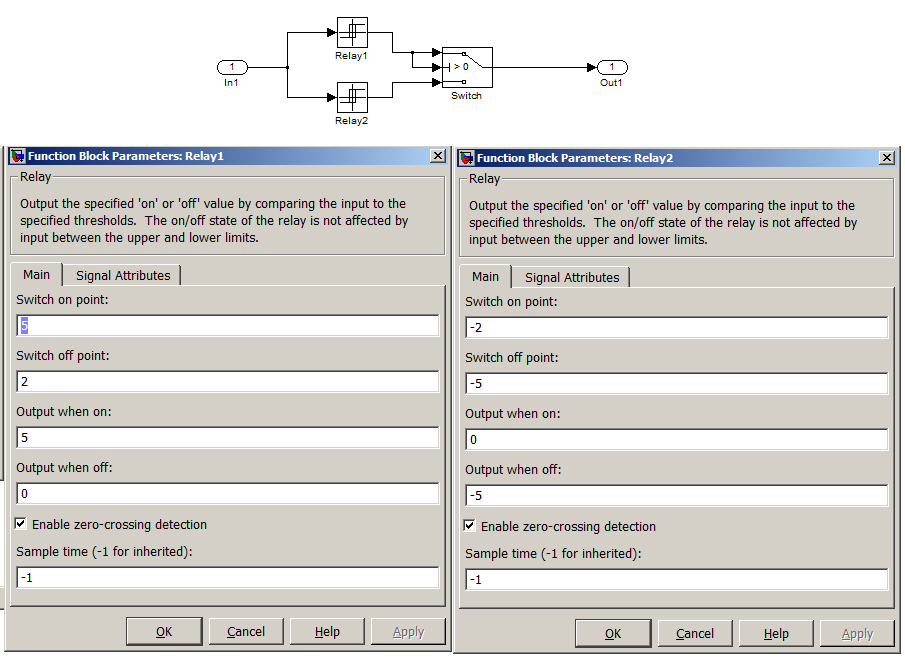 Relay1
1
In1
> 0
Switch
1
Out1
Relay2
Function Block Parameters: Relay1
Relay
Output the specified 'on' or 'off' value by comparing the input to the
specified thresholds. The on/off state of the relay is not affected by
input between the upper and lower limits.
Main
Signal Attributes
Switch on point:
5
Switch off point:
2
Output when on:
5
Output when off:
0
Enable zero-crossing detection
Sample time (-1 for inherited):
-1
OK
Cancel
Help
Apply
Function Block Parameters: Relay2
Relay
Output the specified 'on' or 'off' value by comparing the input to the
specified thresholds. The on/off state of the relay is not affected by
input between the upper and lower limits.
Main
Signal Attributes
Switch on point:
-2
Switch off point:
-5
Output when on:
0
Output when off:
-5
Enable zero-crossing detection
Sample time (-1 for inherited):
-1
OK
Cancel
Help
Apply